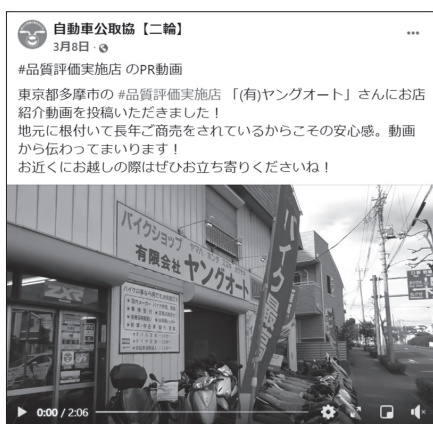 自動車公取協【二輪】
3月8日
#品質評価実施店 のPR動画
東京都多摩市の #品質評価実施店 「(有)ヤングオート」さんにお店
紹介動画を投稿いただきました！
地元に根付いて長年ご商売をされているからこその安心感。動画
から伝わってまいります！
お近くにお越しの際はぜひお立ち寄りくださいね！
バイクショップ
有限会社 ヤングオート
バイク買取
0:00 / 2:06